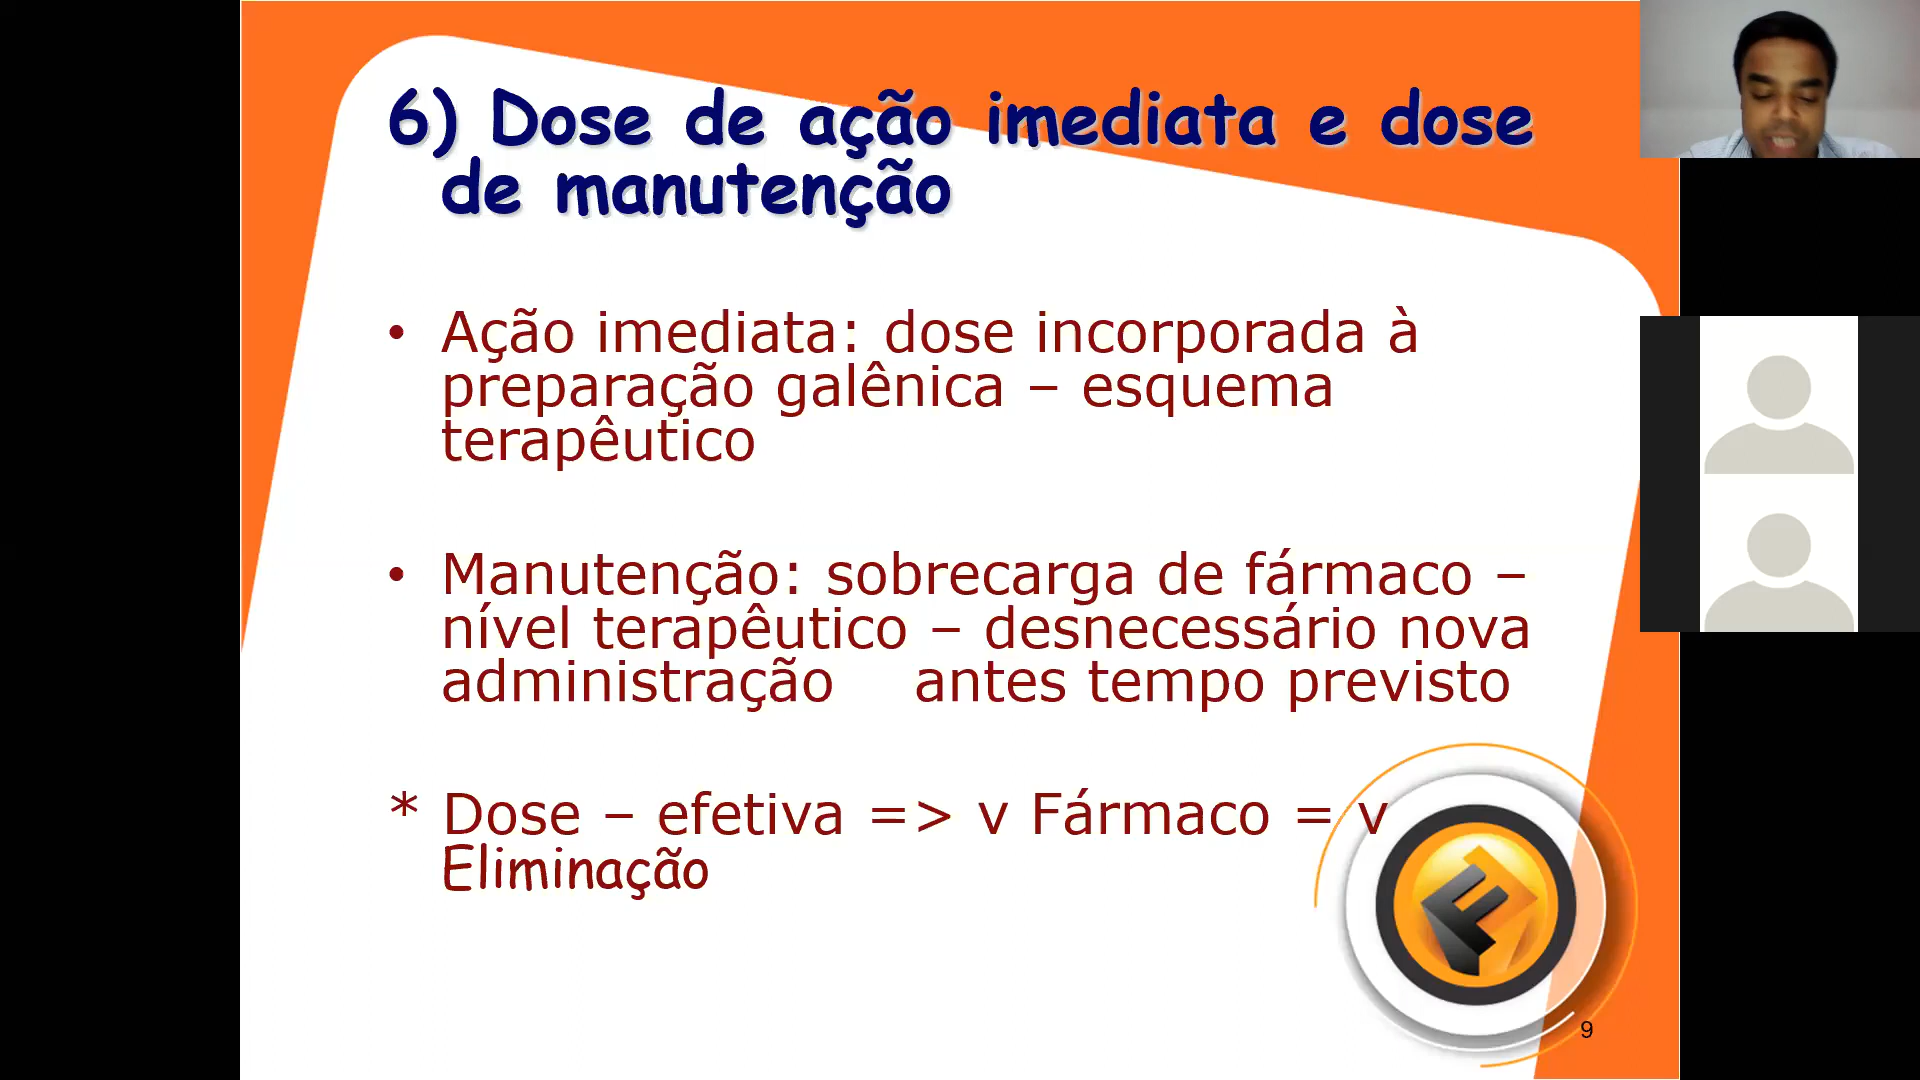 6) Dose de ação imediata e dose
de manutenção
• Ação imediata: dose incorporada à
preparação galênica – esquema
terapêutico
• Manutenção: sobrecarga de fármaco –
nível terapêutico – desnecessário nova
administração antes tempo previsto
* Dose – efetiva => v Fármaco = v
Eliminação
9